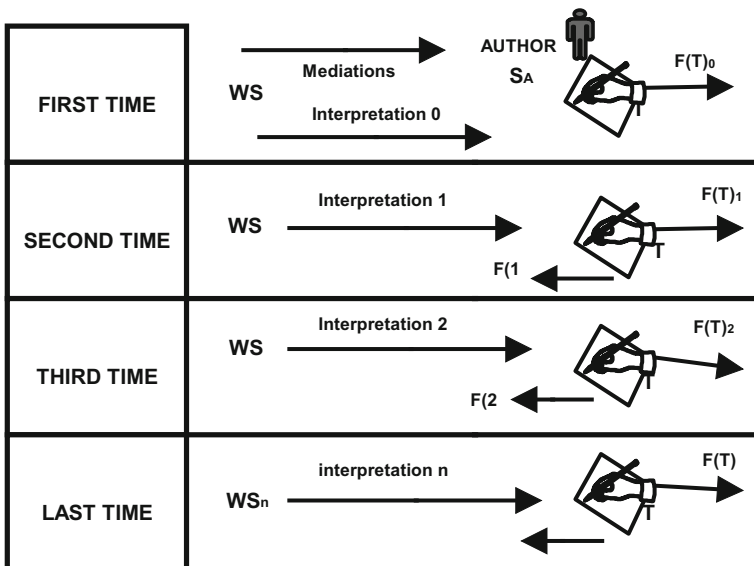 FIRST TIME
WS
Mediations
Interpretation 0
AUTHOR
SA
T
F(T)0
SECOND TIME
WS
Interpretation 1
F(1
T
F(T)1
THIRD TIME
WS
Interpretation 2
F(2
T
F(T)2
LAST TIME
WSn
interpretation n
T
F(T)